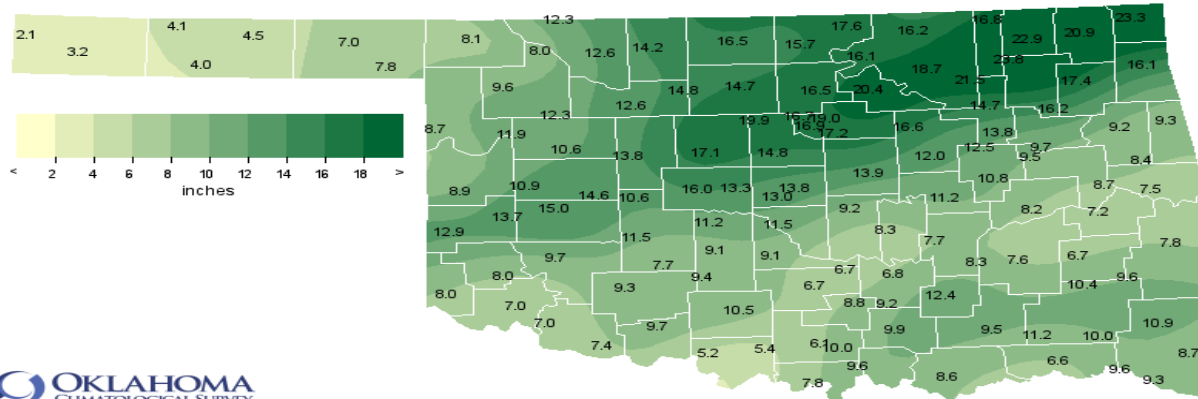 12.3 17.6 16.8 23.3
2.1 4.1 4.5 7.0 8.1 8.0 12.6 14.2 16.5 15.7 16.2 22.9 20.9
3.2 4.0 7.8 16.1 18.7 23.8 16.1
9.6 14.8 14.7 16.5 20.4 21.5 17.4
12.3 12.6 19.9 19.0 14.7 16.2
8.7 11.9 16.9 17.2 16.6 13.8 9.2 9.3
10.6 13.8 17.1 14.8 12.0 12.5 9.7 9.5 8.4
< 2 4 6 8 10 12 14 16 18 >
inches
8.9 10.9 14.6 10.6 16.0 13.3 13.8 13.0 13.9 10.8 8.7 7.5
13.7 15.0 11.2 11.5 9.2 11.2 8.2 7.2
12.9 11.5 8.3 7.7 7.8
9.7 7.7 9.1 9.1 8.3 7.6 6.7
8.0 9.4 6.7 6.8 9.6
8.0 9.3 6.7 10.4
7.0 10.5 8.8 9.2 12.4
7.0 9.7 9.9 9.5 11.2 10.0 10.9
7.4 5.2 5.4 6.1 10.0 8.7
9.6 6.6 9.6
7.8 8.6 9.3
OKLAHOMA
CLIMATOLOGICAL SURVEY